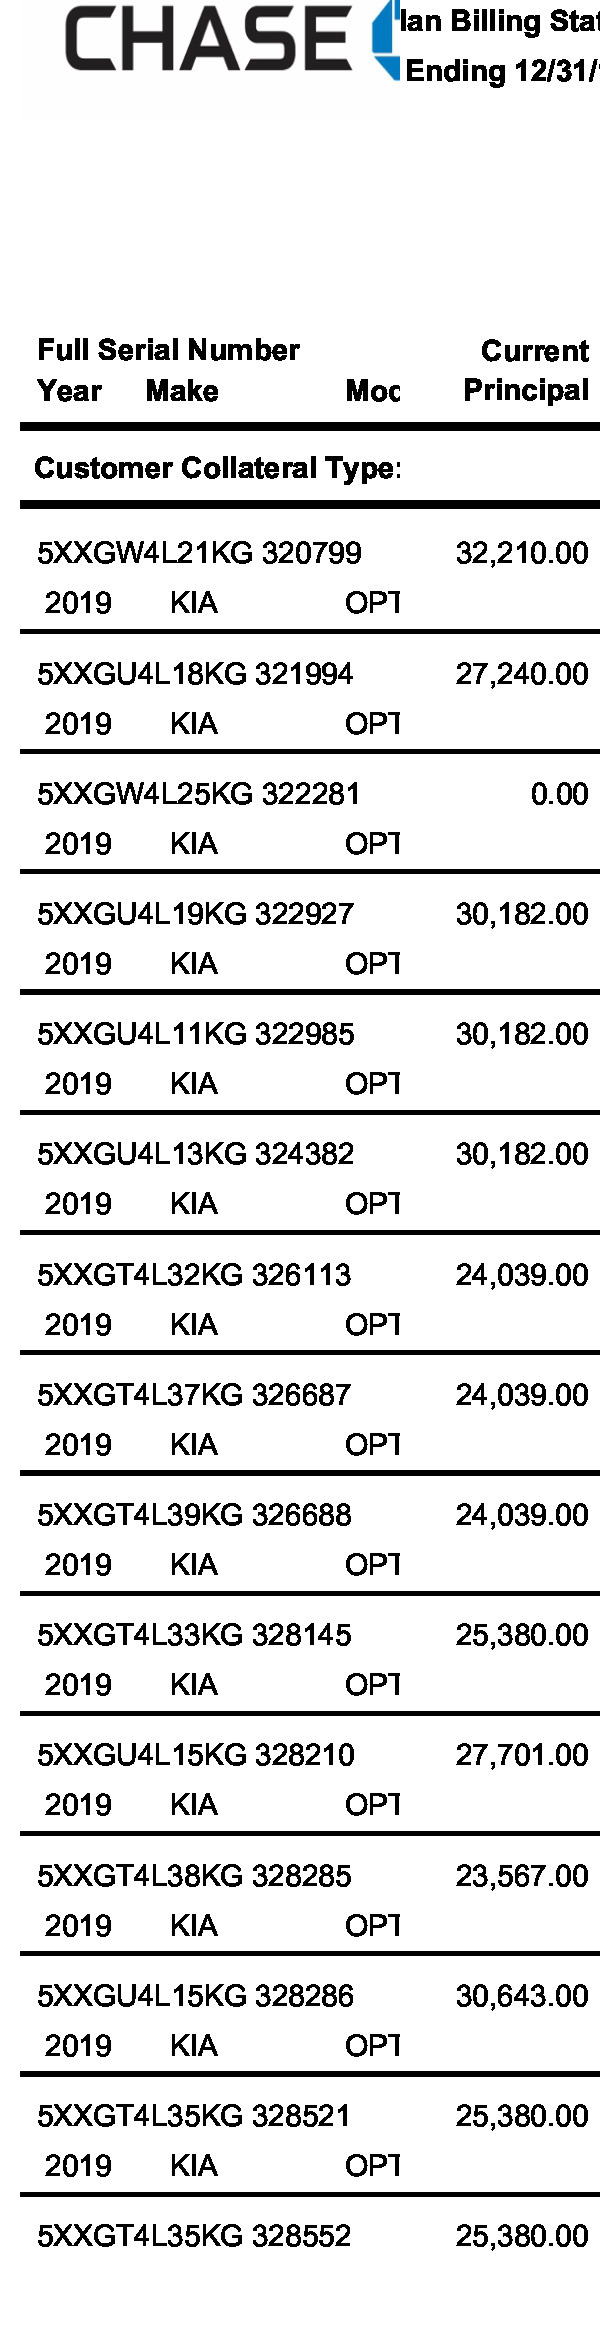 CHASE
lan Billing Stat
Ending 12/31/1
Full Serial Number Current
Year Make Moc Principal
Customer Collateral Type:
5XXGW4L21KG 320799 32,210.00
2019 KIA OPT
5XXGU4L18KG 321994 27,240.00
2019 KIA OPT
5XXGW4L25KG 322281 0.00
2019 KIA OPT
5XXGU4L19KG 322927 30,182.00
2019 KIA OPT
5XXGU4L11KG 322985 30,182.00
2019 KIA OPT
5XXGU4L13KG 324382 30,182.00
2019 KIA OPT
5XXGT4L32KG 326113 24,039.00
2019 KIA OPT
5XXGT4L37KG 326687 24,039.00
2019 KIA OPT
5XXGT4L39KG 326688 24,039.00
2019 KIA OPT
5XXGT4L33KG 328145 25,380.00
2019 KIA OPT
5XXGU4L15KG 328210 27,701.00
2019 KIA OPT
5XXGT4L38KG 328285 23,567.00
2019 KIA OPT
5XXGU4L15KG 328286 30,643.00
2019 KIA OPT
5XXGT4L35KG 328521 25,380.00
2019 KIA OPT
5XXGT4L35KG 328552 25,380.00